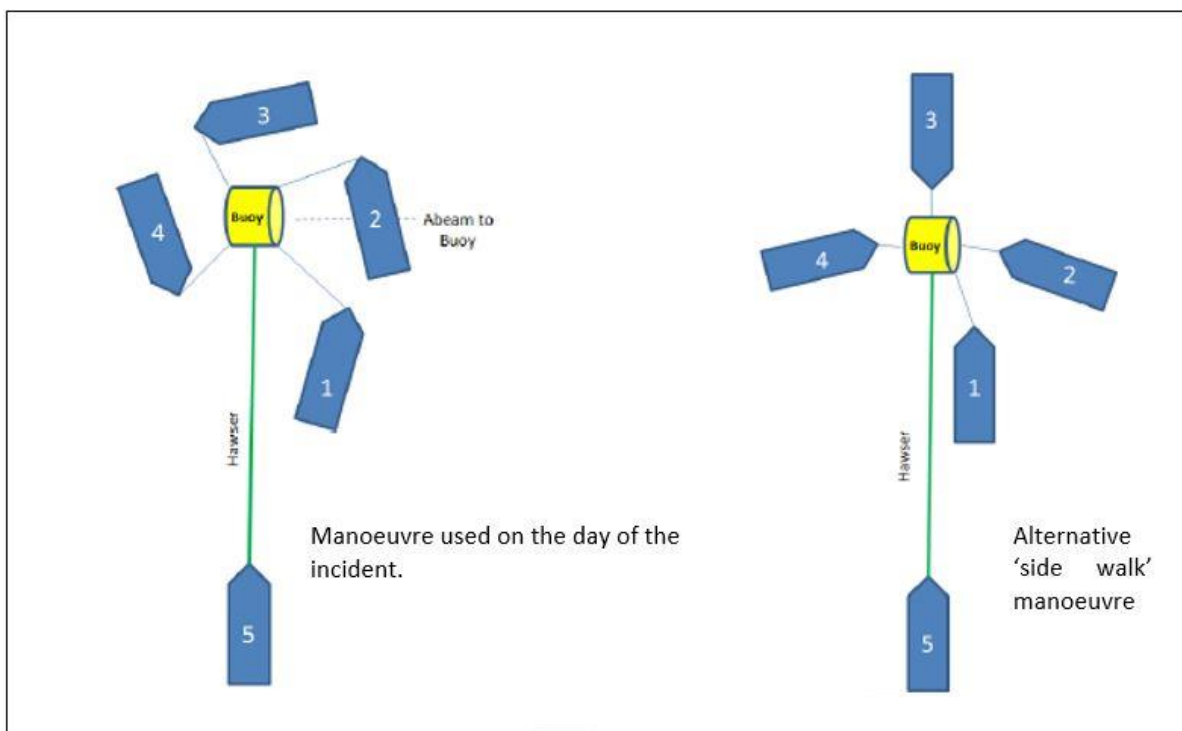 3
4
Buoy
2
Abeam to
Buoy
1
Hawser
5
Manoeuvre used on the day of the
incident.
3
4
Buoy
2
1
Hawser
5
Alternative
‘side walk’
manoeuvre